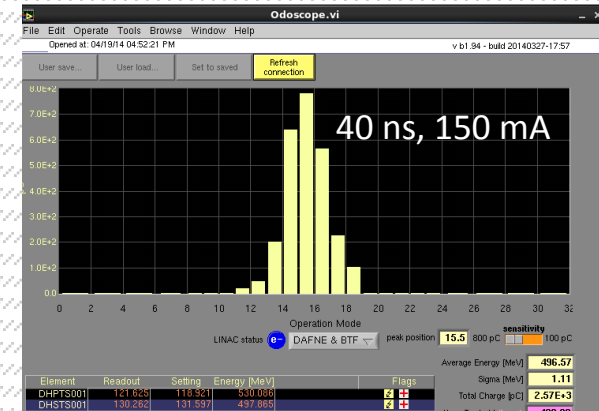 Odoscope.vi
File Edit Operate Tools Browse Window Help
Opened at: 04/19/14 04:52:21 PM v b1.94 - build 20140327-17:57
User save... User load... Set to saved Refresh connection
8.0E+2
7.0E+2
6.0E+2
5.0E+2
4.0E+2
3.0E+2
2.0E+2
1.0E+2
0.0
40 ns, 150 mA
0 2 4 6 8 10 12 14 16 18 20 22 24 26 28 30 32
Operation Mode
LINAC status e- DAFNE & BTF peak position 15.5 800 pC sensitivity 100 pC
Average Energy [MeV] 496.57
Sigma [MeV] 1.11
Total Charge [pC] 2.57E+3
Element Readout Setting Energy [MeV] Flags
DHPTS001 121.625 118.921 530.066
DHSTS001 130.262 131.597 497.865